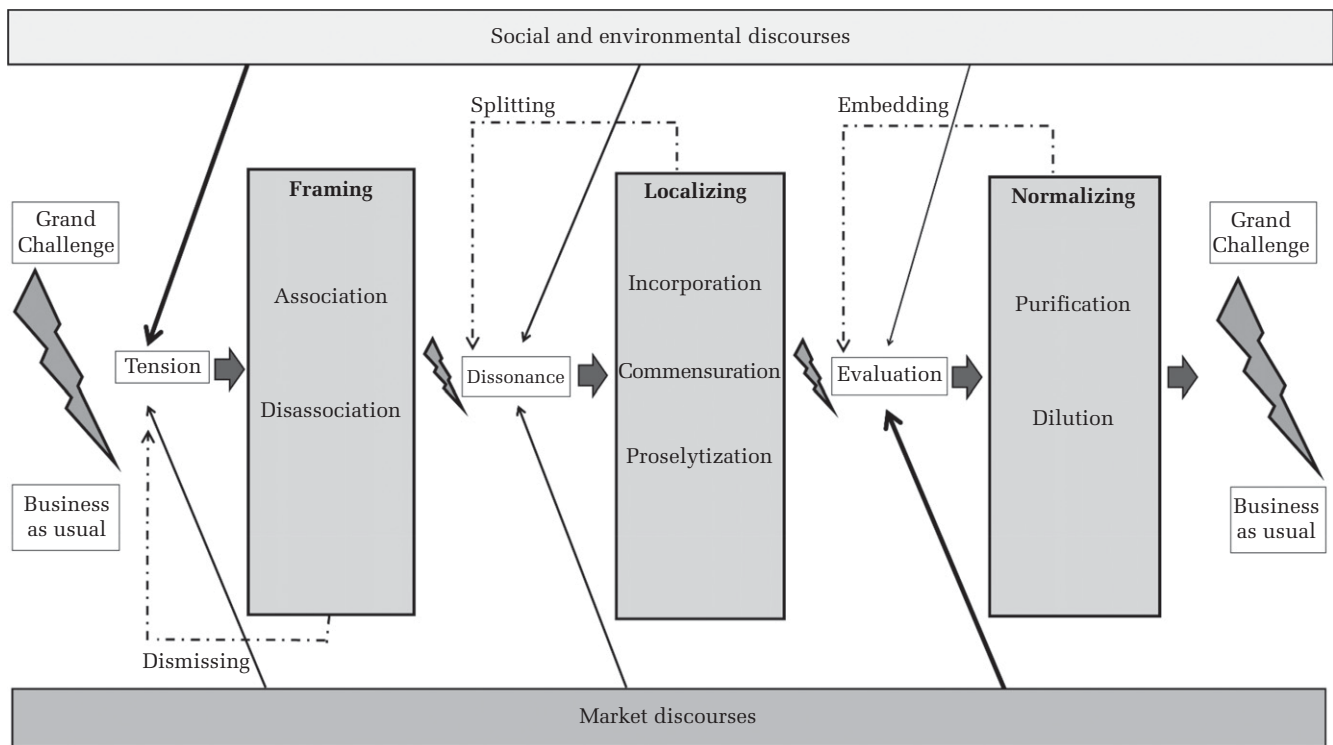 Social and environmental discourses
Splitting
Embedding
Framing
Localizing
Normalizing
Grand
Challenge
Grand
Challenge
Association
Incorporation
Purification
Tension
Dissonance
Commensuration
Evaluation
Disassociation
Dilution
Proselytization
Business
as usual
Business
as usual
Dismissing
Market discourses